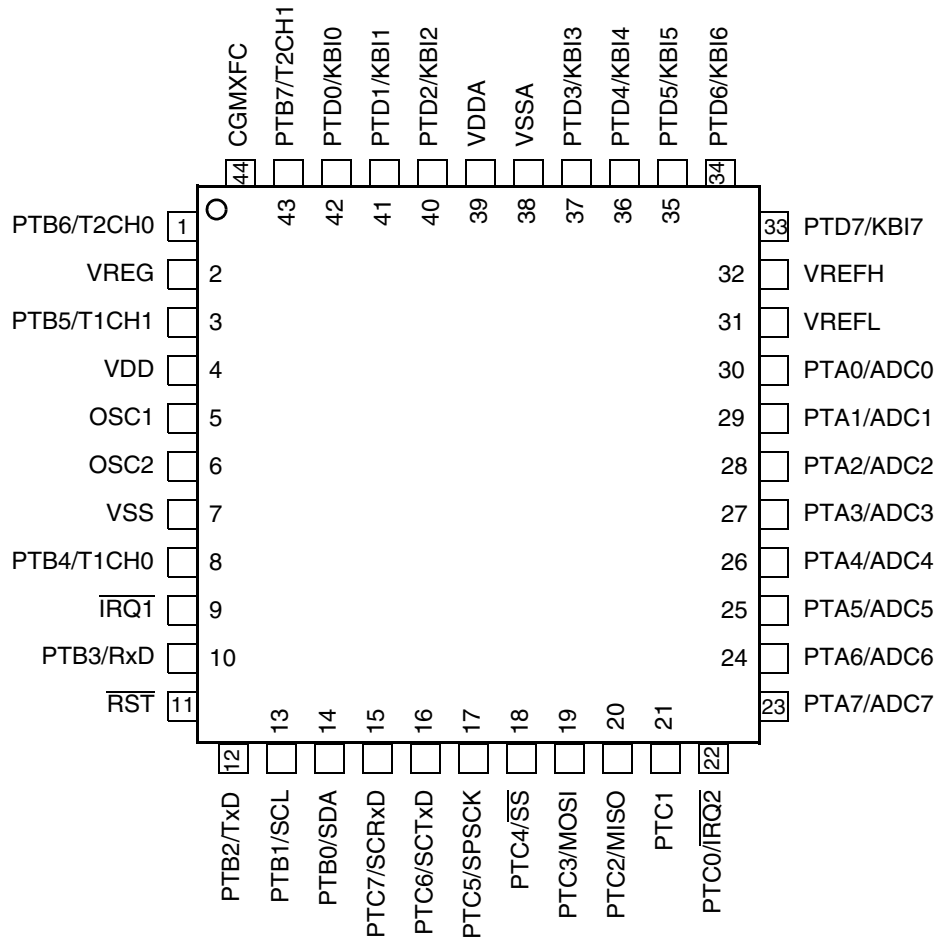 CGMXFC
PTB7/T2CH1
PTD0/KBI0
PTD1/KBI1
PTD2/KBI2
VDDA
VSSA
PTD3/KBI3
PTD4/KBI4
PTD5/KBI5
PTD6/KBI6
44
43
42
41
40
39
38
37
36
35
34
PTB6/T2CH0 1
VREG 2
PTB5/T1CH1 3
VDD 4
OSC1 5
OSC2 6
VSS 7
PTB4/T1CH0 8
IRQ1 9
PTB3/RxD 10
RST 11
33 PTD7/KBI7
32 VREFH
31 VREFL
30 PTA0/ADC0
29 PTA1/ADC1
28 PTA2/ADC2
27 PTA3/ADC3
26 PTA4/ADC4
25 PTA5/ADC5
24 PTA6/ADC6
23 PTA7/ADC7
12
13
14
15
16
17
18
19
20
21
22
PTB2/TxD
PTB1/SCL
PTB0/SDA
PTC7/SCRxD
PTC6/SCTxD
PTC5/SPSCK
PTC4/SS
PTC3/MOSI
PTC2/MISO
PTC1
PTC0/IRQ2